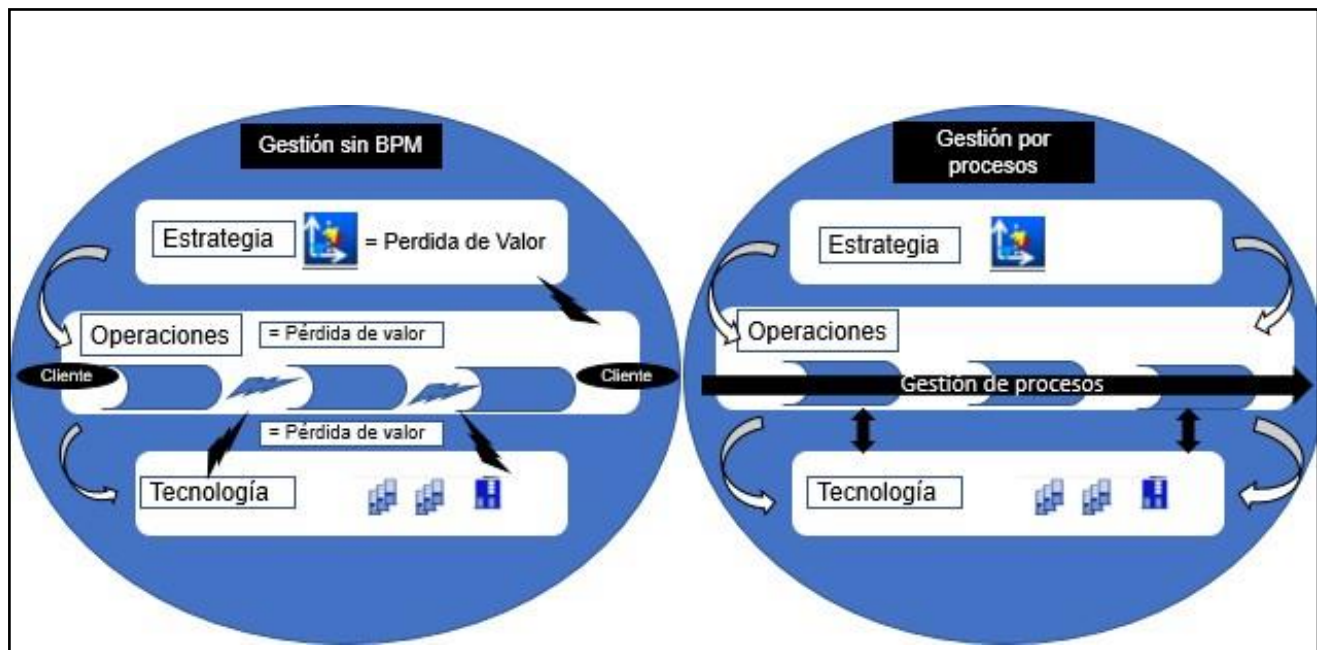 Gestión sin BPM
Estrategia
= Perdida de Valor
Operaciones
= Pérdida de valor
Cliente
Cliente
= Pérdida de valor
Tecnología
Gestión por
procesos
Estrategia
Operaciones
Gestión de procesos
Tecnología